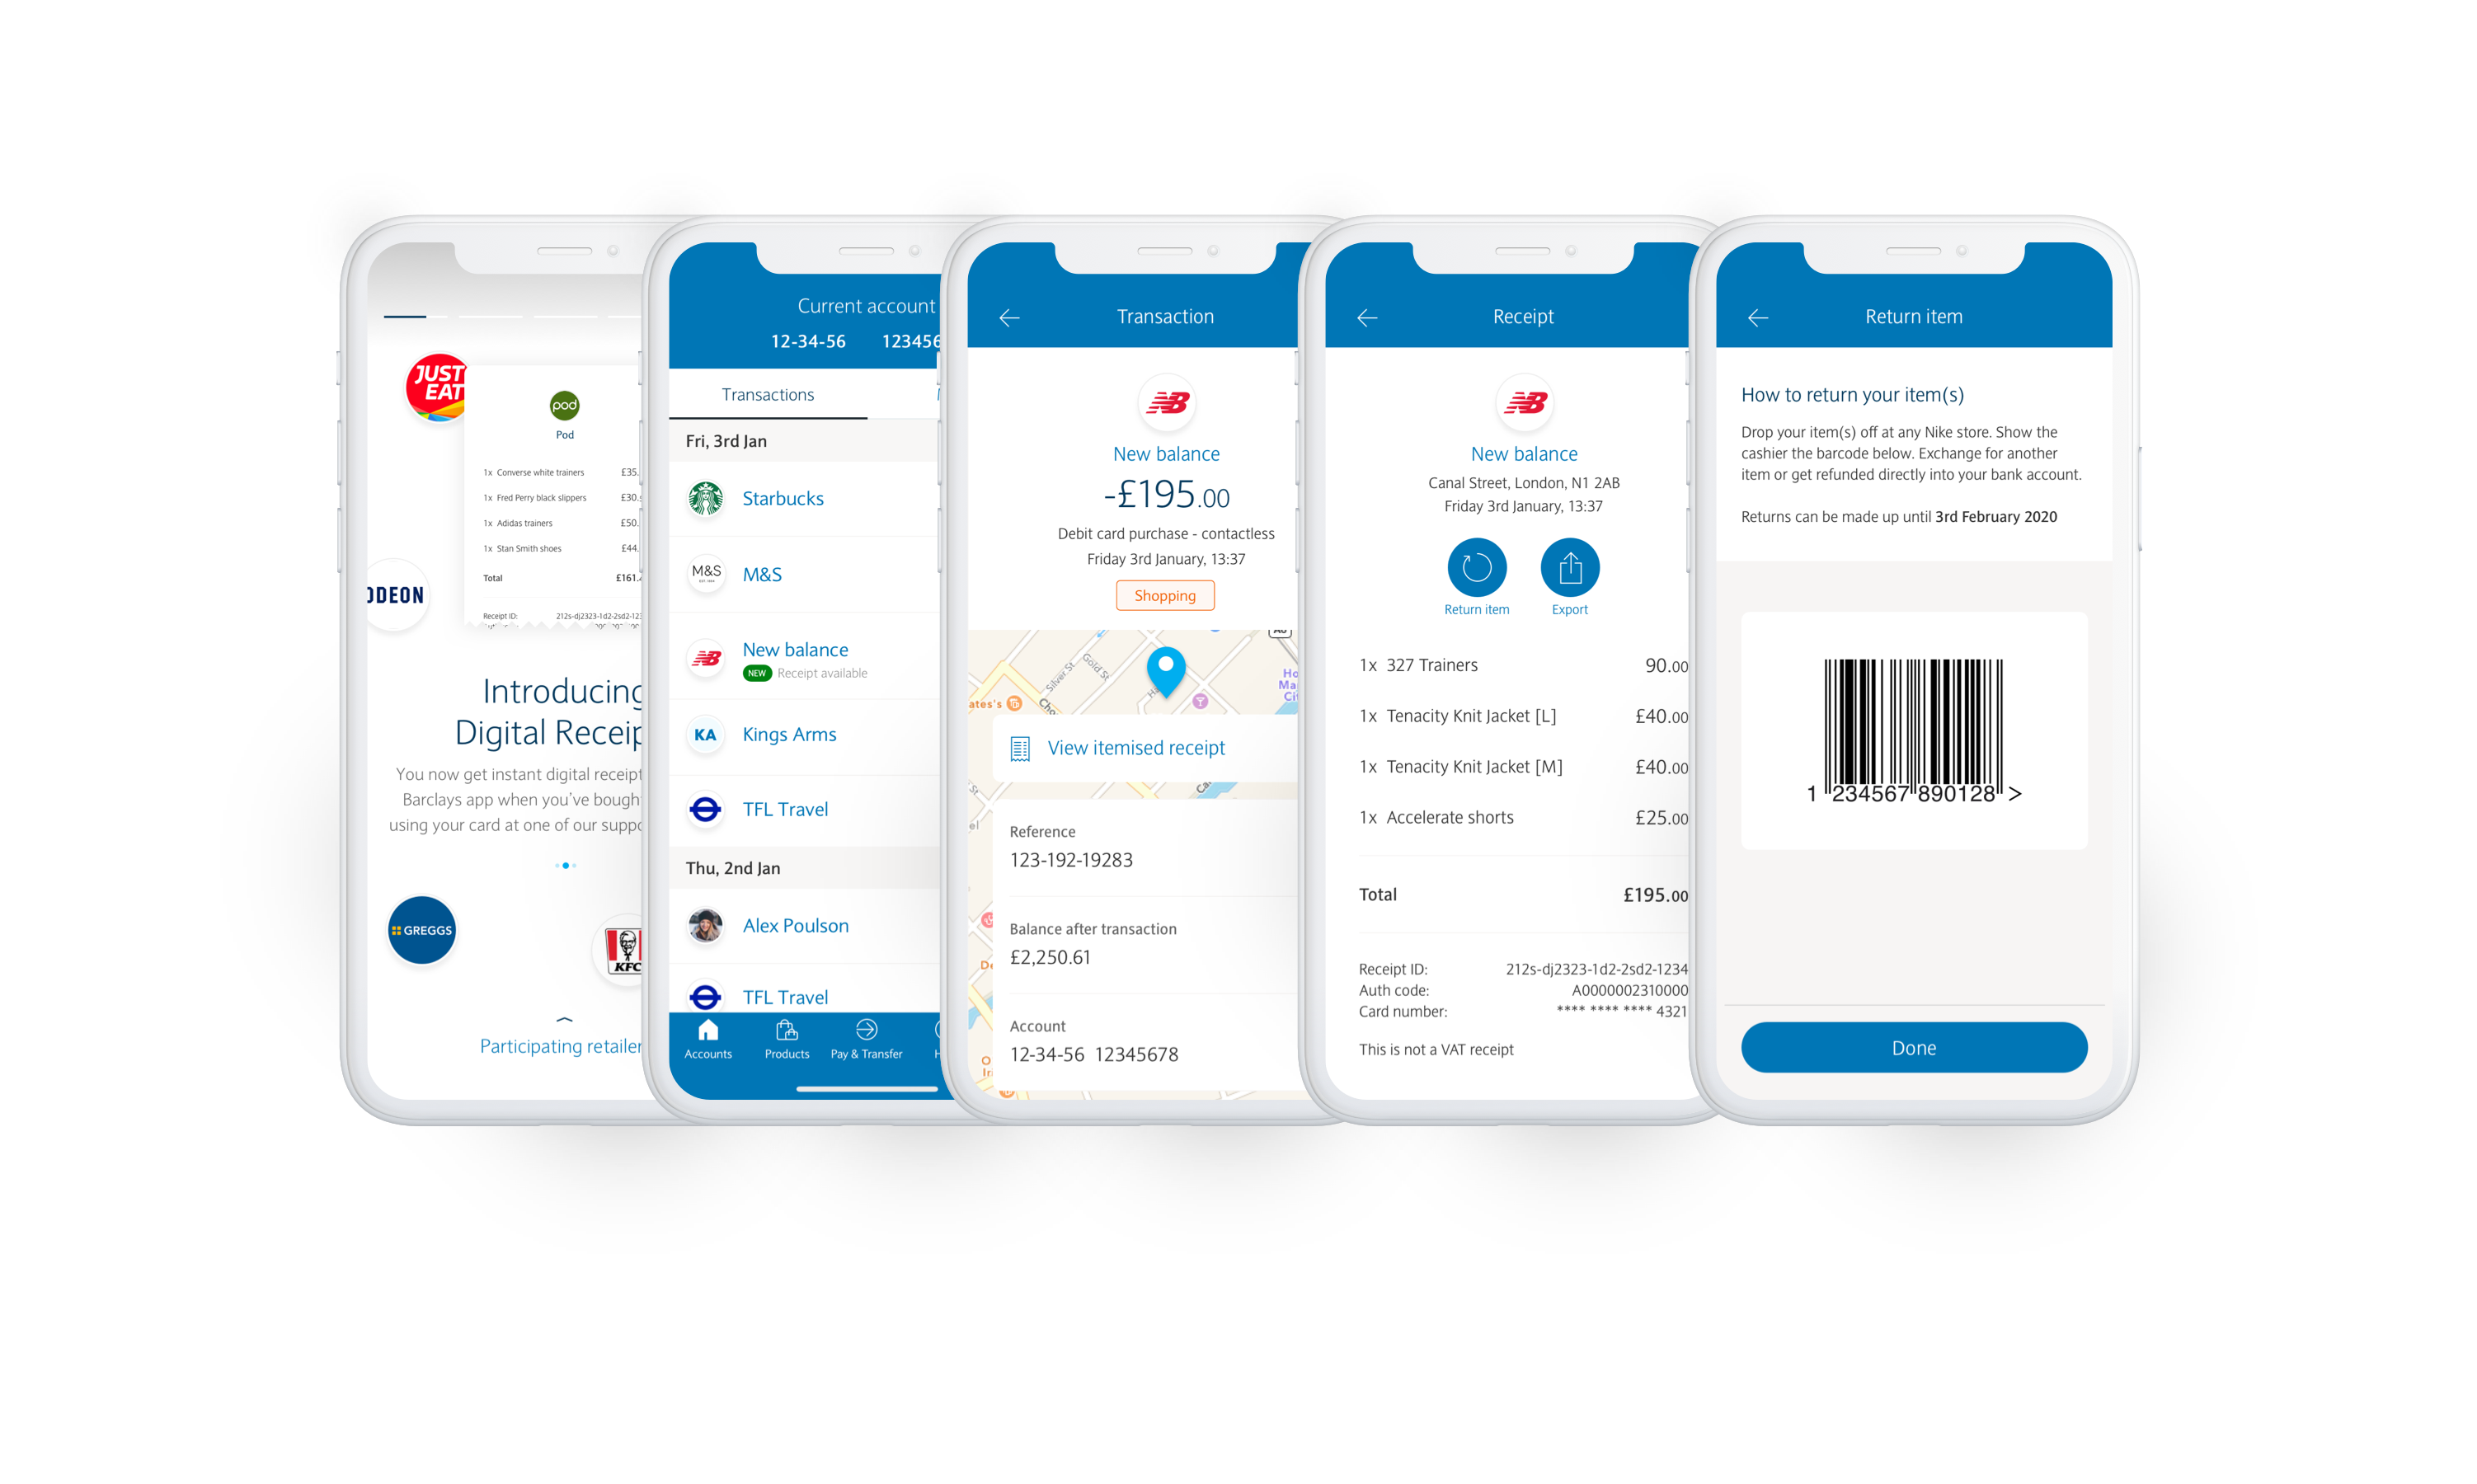 JUST
EAT
pod
Pod
1x Converse white trainers £35.
1x Fred Perry black slippers £30.
1x Adidas trainers £50.
1x Stan Smith shoes £44.
Total £161.
Receipt ID: 212s-dj2323-1d2-2sd2-123
ODEON
Introducing
Digital Receip
You now get instant digital receipt
Barclays app when you've bough
using your card at one of our suppo
GREGGS
KFC
Participating retailer
Current account
12-34-56 123456
Transactions
Fri, 3rd Jan
Starbucks
M&S
M&S
New balance
NEW Receipt available
KA Kings Arms
TFL Travel
Thu, 2nd Jan
Alex Poulson
TFL Travel
Accounts Products Pay & Transfer H
Transaction
NB
New balance
-£195.00
Debit card purchase - contactless
Friday 3rd January, 13:37
Shopping
Silver St
Gold St
Ho
Ma
Ci
ates's
Cho
View itemised receipt
Reference
123-192-19283
Balance after transaction
£2,250.61
Account
12-34-56 12345678
Receipt
NB
New balance
Canal Street, London, N1 2AB
Friday 3rd January, 13:37
Return item Export
1x 327 Trainers 90.00
1x Tenacity Knit Jacket [L] £40.00
1x Tenacity Knit Jacket [M] £40.00
1x Accelerate shorts £25.00
Total £195.00
Receipt ID: 212s-dj2323-1d2-2sd2-1234
Auth code: A0000002310000
Card number: **** **** **** 4321
This is not a VAT receipt
Return item
How to return your item(s)
Drop your item(s) off at any Nike store. Show the
cashier the barcode below. Exchange for another
item or get refunded directly into your bank account.
Returns can be made up until 3rd February 2020
1 234567 890128 >
Done